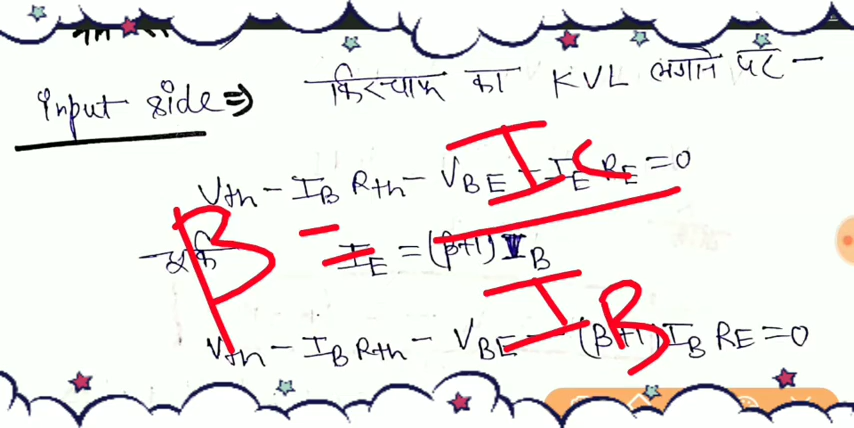 Input side ⇒ किरचाफ का KVL लगाने पर —
Vth - IB Rth - VBE - IE RE = 0
चूंकि IE = (β+1) IB
Vth - IB Rth - VBE - (β+1) IB RE = 0
β = IC
IB